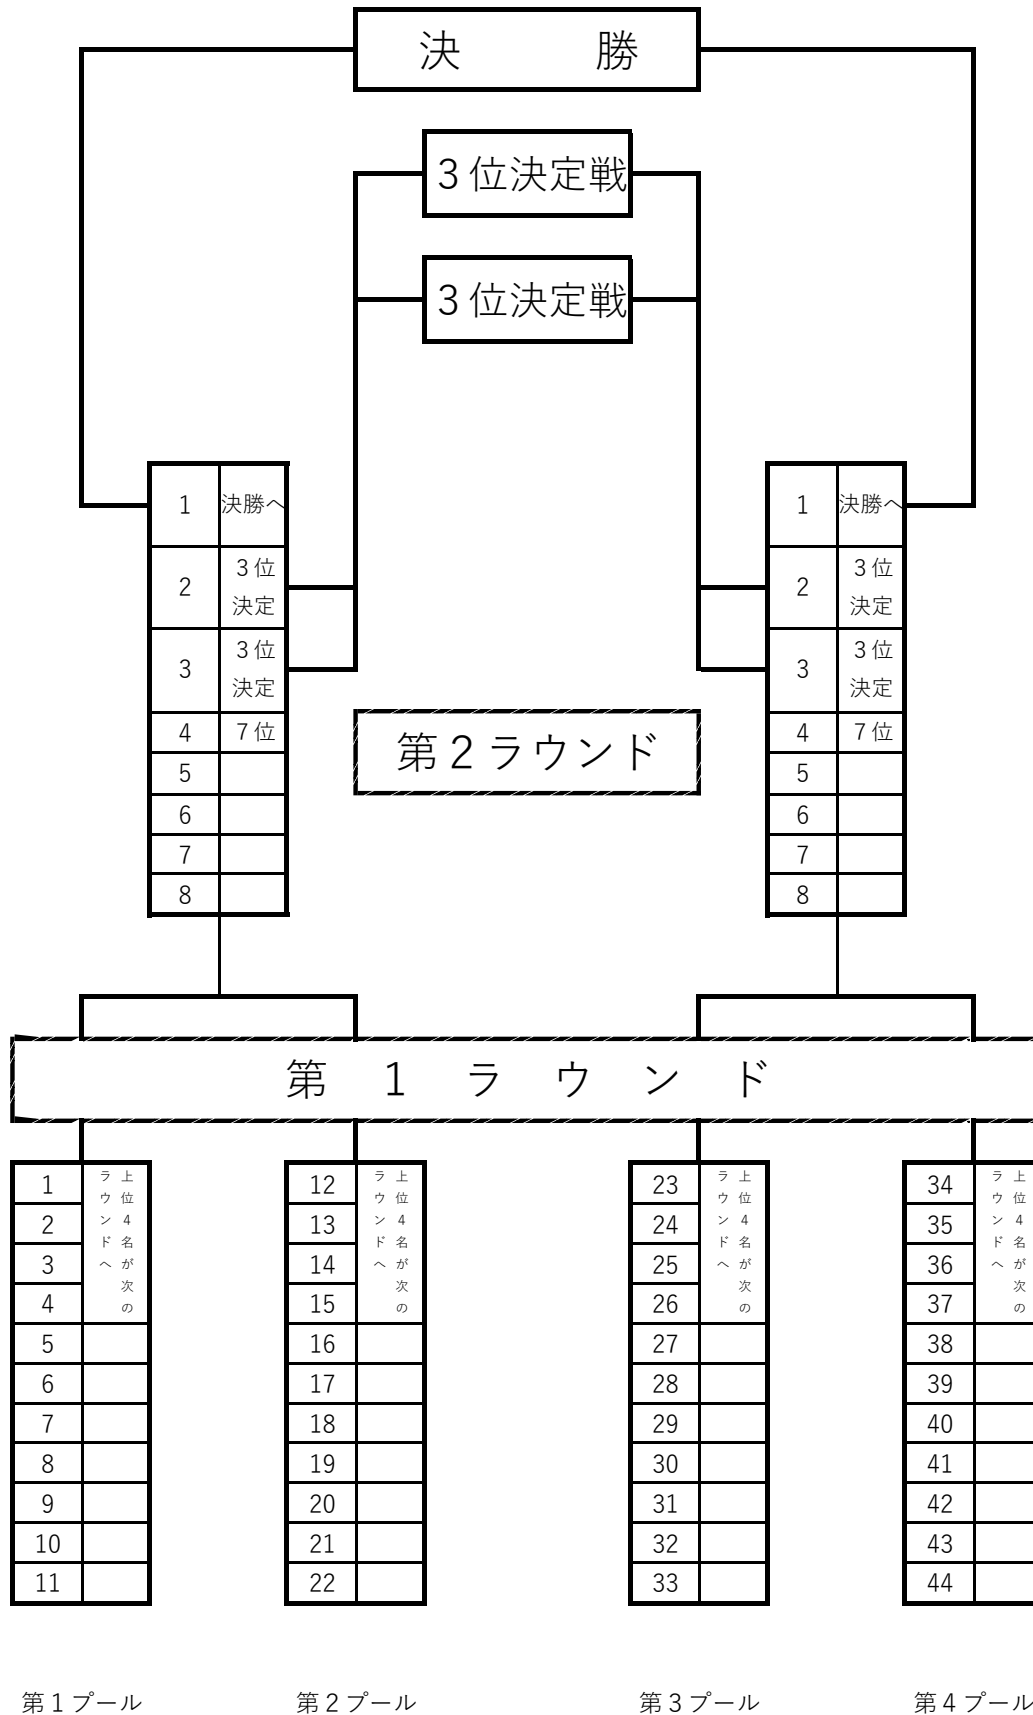 決 勝
3位決定戦
3位決定戦
1 決勝へ
2 3位決定
3 3位決定
4 7位
5
6
7
8
1 決勝へ
2 3位決定
3 3位決定
4 7位
5
6
7
8
第2ラウンド
第 1 ラ ウ ン ド
1
2
3
4
5
6
7
8
9
10
11
上位4名が次の
ラウンドへ
第1プール
12
13
14
15
16
17
18
19
20
21
22
上位4名が次の
ラウンドへ
第2プール
23
24
25
26
27
28
29
30
31
32
33
上位4名が次の
ラウンドへ
第3プール
34
35
36
37
38
39
40
41
42
43
44
上位4名が次の
ラウンドへ
第4プール